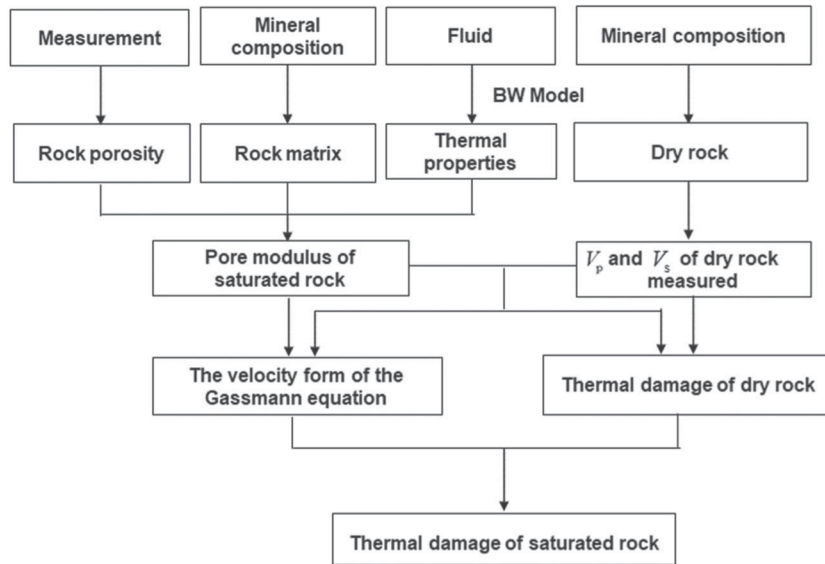 Measurement
Mineral composition
Fluid
Mineral composition
BW Model
Rock porosity
Rock matrix
Thermal
properties
Dry rock
Pore modulus of
saturated rock
Vp and Vs of dry rock
measured
The velocity form of the
Gassmann equation
Thermal damage of dry rock
Thermal damage of saturated rock